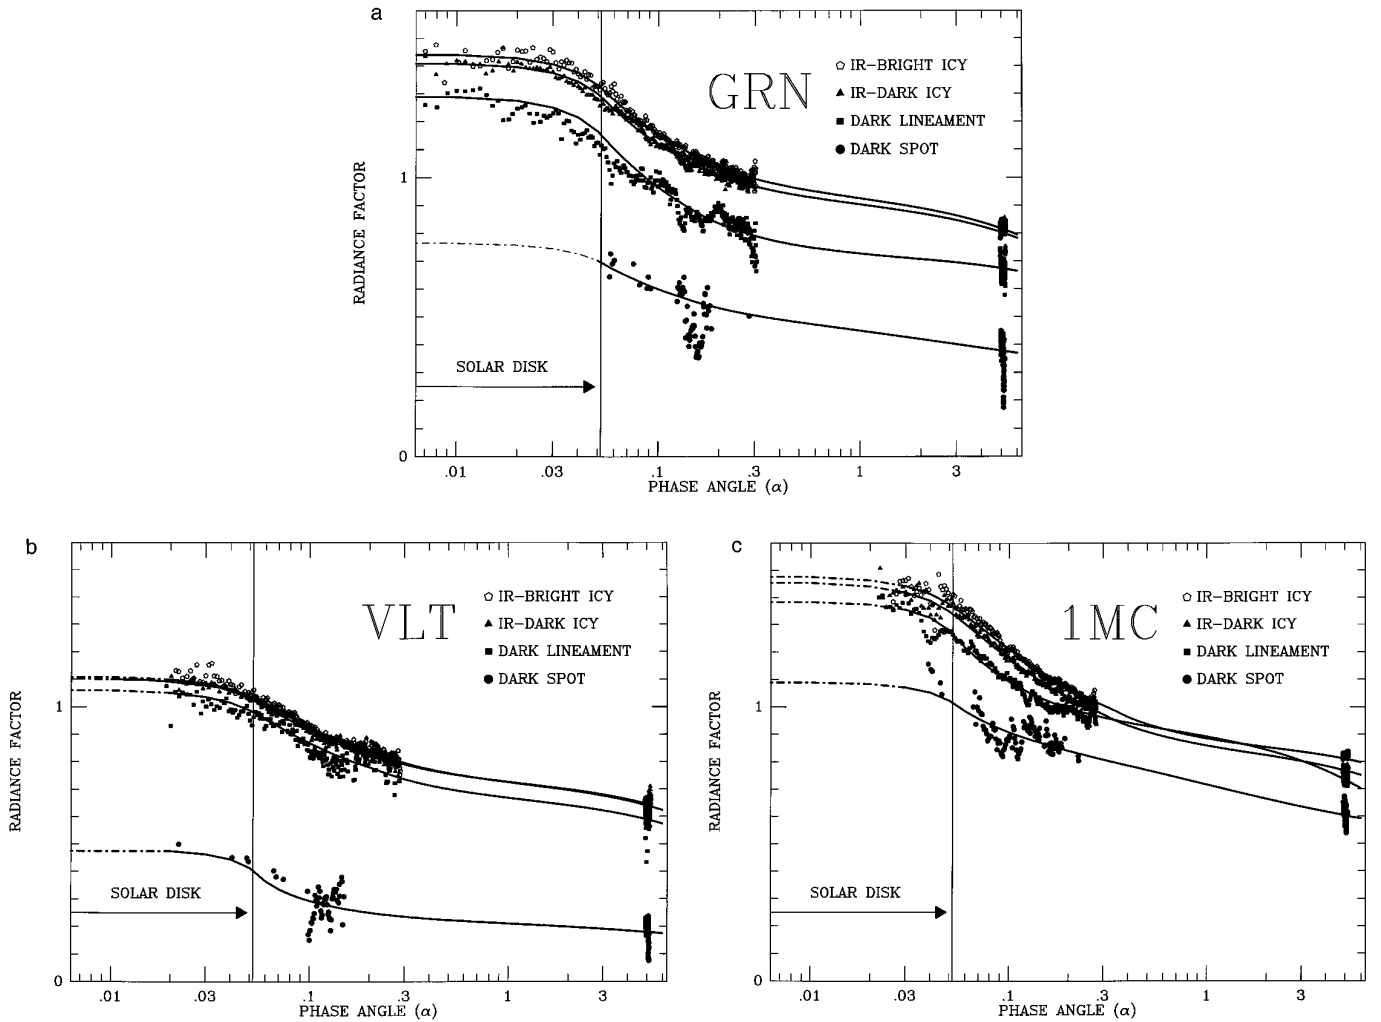 a
GRN
IR-BRIGHT ICY
IR-DARK ICY
DARK LINEAMENT
DARK SPOT
RADIANCE FACTOR
1
0
SOLAR DISK
.01 .03 .1 .3 1 3
PHASE ANGLE (α)
b
VLT
IR-BRIGHT ICY
IR-DARK ICY
DARK LINEAMENT
DARK SPOT
RADIANCE FACTOR
1
0
SOLAR DISK
.01 .03 .1 .3 1 3
PHASE ANGLE (α)
c
1MC
IR-BRIGHT ICY
IR-DARK ICY
DARK LINEAMENT
DARK SPOT
RADIANCE FACTOR
1
0
SOLAR DISK
.01 .03 .1 .3 1 3
PHASE ANGLE (α)